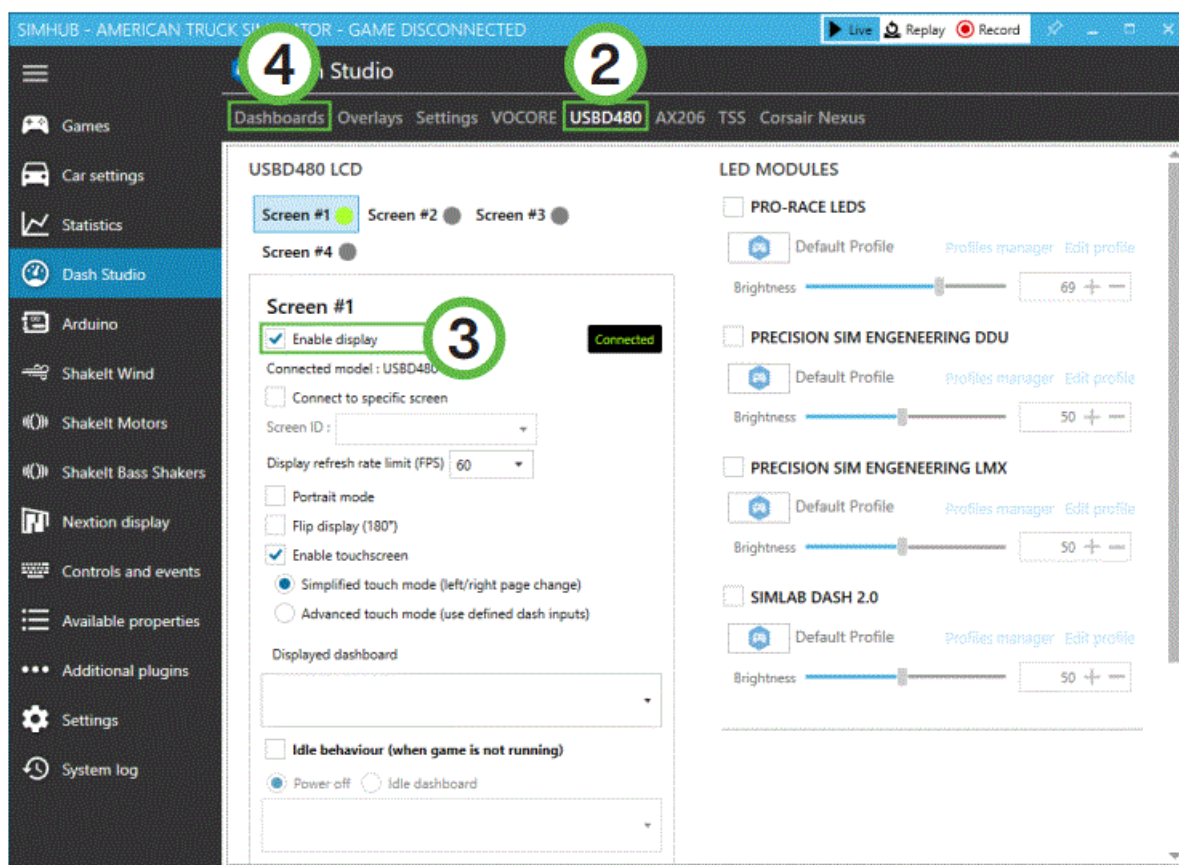 SIMHUB - AMERICAN TRUCK SIMULATOR - GAME DISCONNECTED
Live Replay Record
4
2
Studio
Dashboards Overlays Settings VOCORE USBD480 AX206 TSS Corsair Nexus
Games
Car settings
Statistics
Dash Studio
Arduino
ShakeIt Wind
ShakeIt Motors
ShakeIt Bass Shakers
Nextion display
Controls and events
Available properties
Additional plugins
Settings
System log
USBD480 LCD
Screen #1 Screen #2 Screen #3
Screen #4
Screen #1
Enable display
3
Connected
Connected model : USBD480
Connect to specific screen
Screen ID :
Display refresh rate limit (FPS) 60
Portrait mode
Flip display (180°)
Enable touchscreen
Simplified touch mode (left/right page change)
Advanced touch mode (use defined dash inputs)
Displayed dashboard
Idle behaviour (when game is not running)
Power off Idle dashboard
LED MODULES
PRO-RACE LEDS
Default Profile Profiles manager Edit profile
Brightness 69
PRECISION SIM ENGENEERING DDU
Default Profile Profiles manager Edit profile
Brightness 50
PRECISION SIM ENGENEERING LMX
Default Profile Profiles manager Edit profile
Brightness 50
SIMLAB DASH 2.0
Default Profile Profiles manager Edit profile
Brightness 50